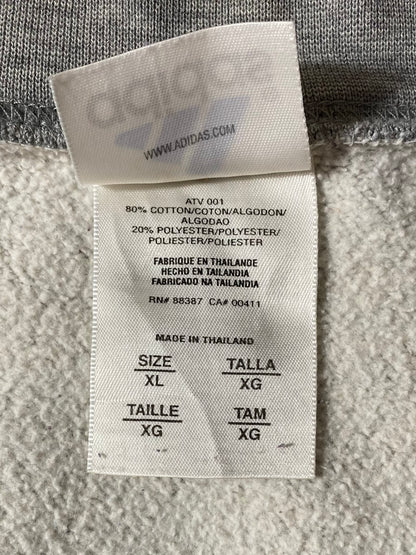 adidas
WWW.ADIDAS.COM
ATV 001
80% COTTON/COTON/ALGODON/
ALGODAO
20% POLYESTER/POLYESTER/
POLIESTER/POLIESTER
FABRIQUE EN THAILANDE
HECHO EN TAILANDIA
FABRICADO NA TAILANDIA
RN# 88387 CA# 00411
MADE IN THAILAND
SIZE TALLA
XL XG
TAILLE TAM
XG XG